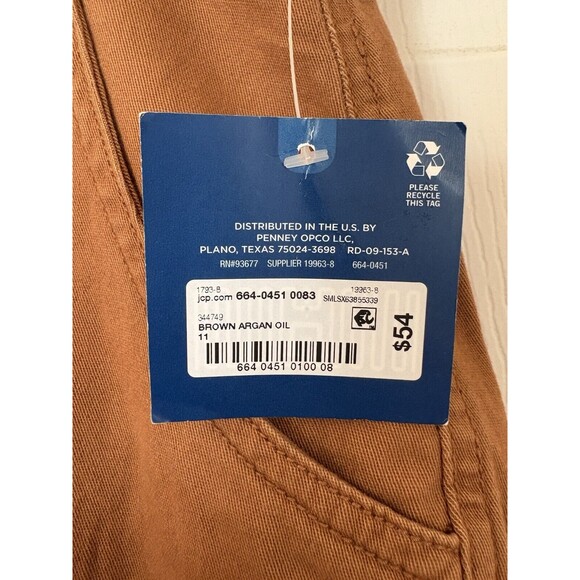 PLEASE
RECYCLE
THIS TAG
DISTRIBUTED IN THE U.S. BY
PENNEY OPCO LLC,
PLANO, TEXAS 75024-3698 RD-09-153-A
RN#93677 SUPPLIER 19963-8 664-0451
1793-8 19963-8
jcp.com 664-0451 0083 SMLSX63855339
344749
BROWN ARGAN OIL
11
$54
664 0451 0100 08